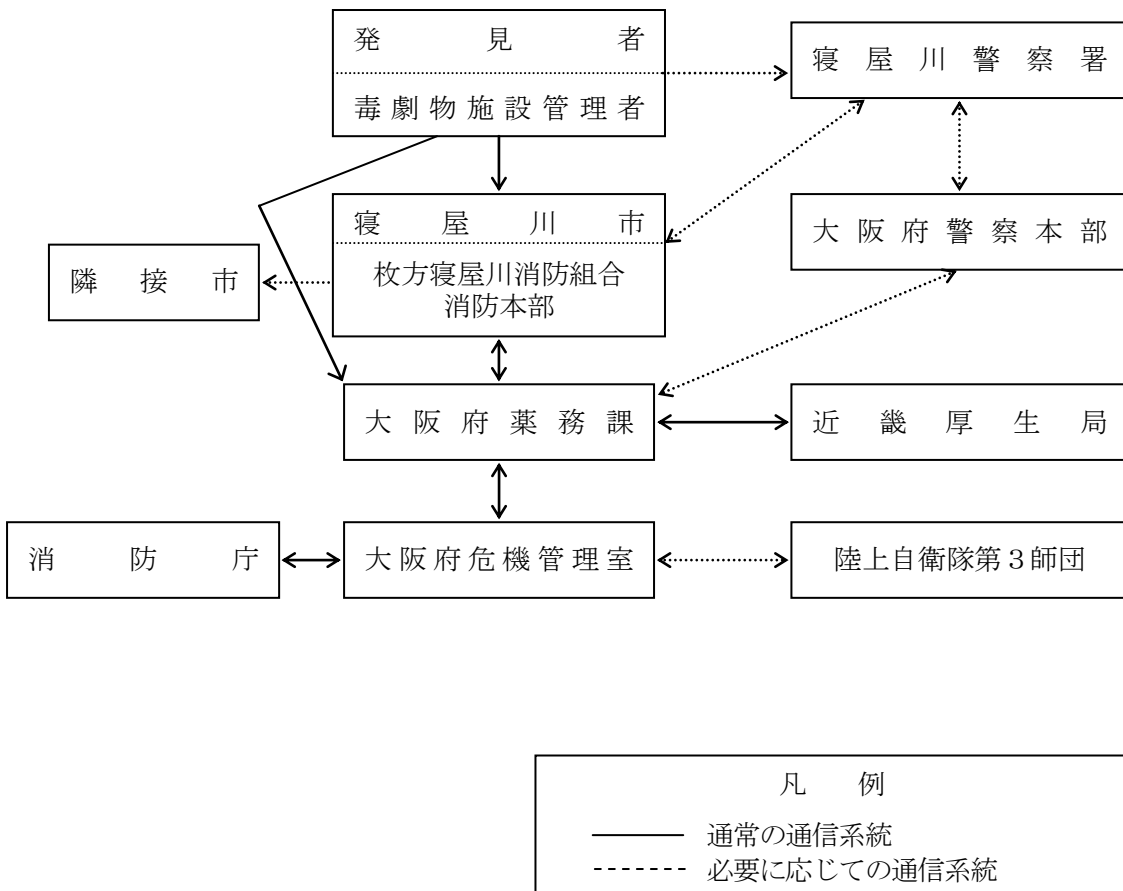 発見者
寝屋川警察署
毒劇物施設管理者
寝屋川市
大阪府警察本部
隣接市
枚方寝屋川消防組合
消防本部
大阪府薬務課
近畿厚生局
消防庁
大阪府危機管理室
陸上自衛隊第3師団
凡例
通常の通信系統
必要に応じての通信系統